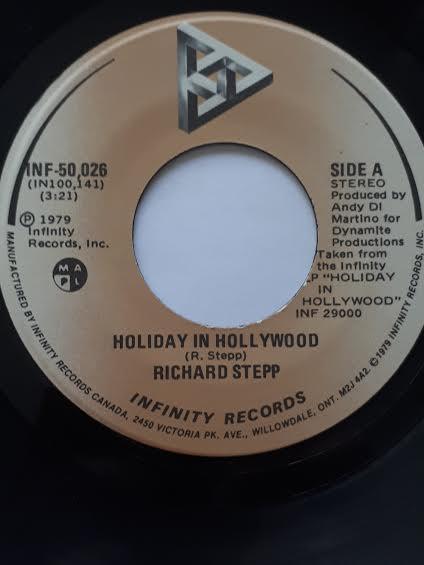 INF-50,026
(IN100,141)
(3:21)
℗ 1979
Infinity
Records, Inc.
M A
P L
SIDE A
STEREO
Produced by
Andy Di
Martino for
Dynamite
Productions
Taken from
the Infinity
LP "HOLIDAY
IN
HOLLYWOOD"
INF 29000
HOLIDAY IN HOLLYWOOD
(R. Stepp)
RICHARD STEPP
INFINITY RECORDS
MANUFACTURED BY INFINITY RECORDS CANADA, 2450 VICTORIA PK. AVE., WILLOWDALE, ONT. M2J 4A2. ©1979 INFINITY RECORDS, INC.